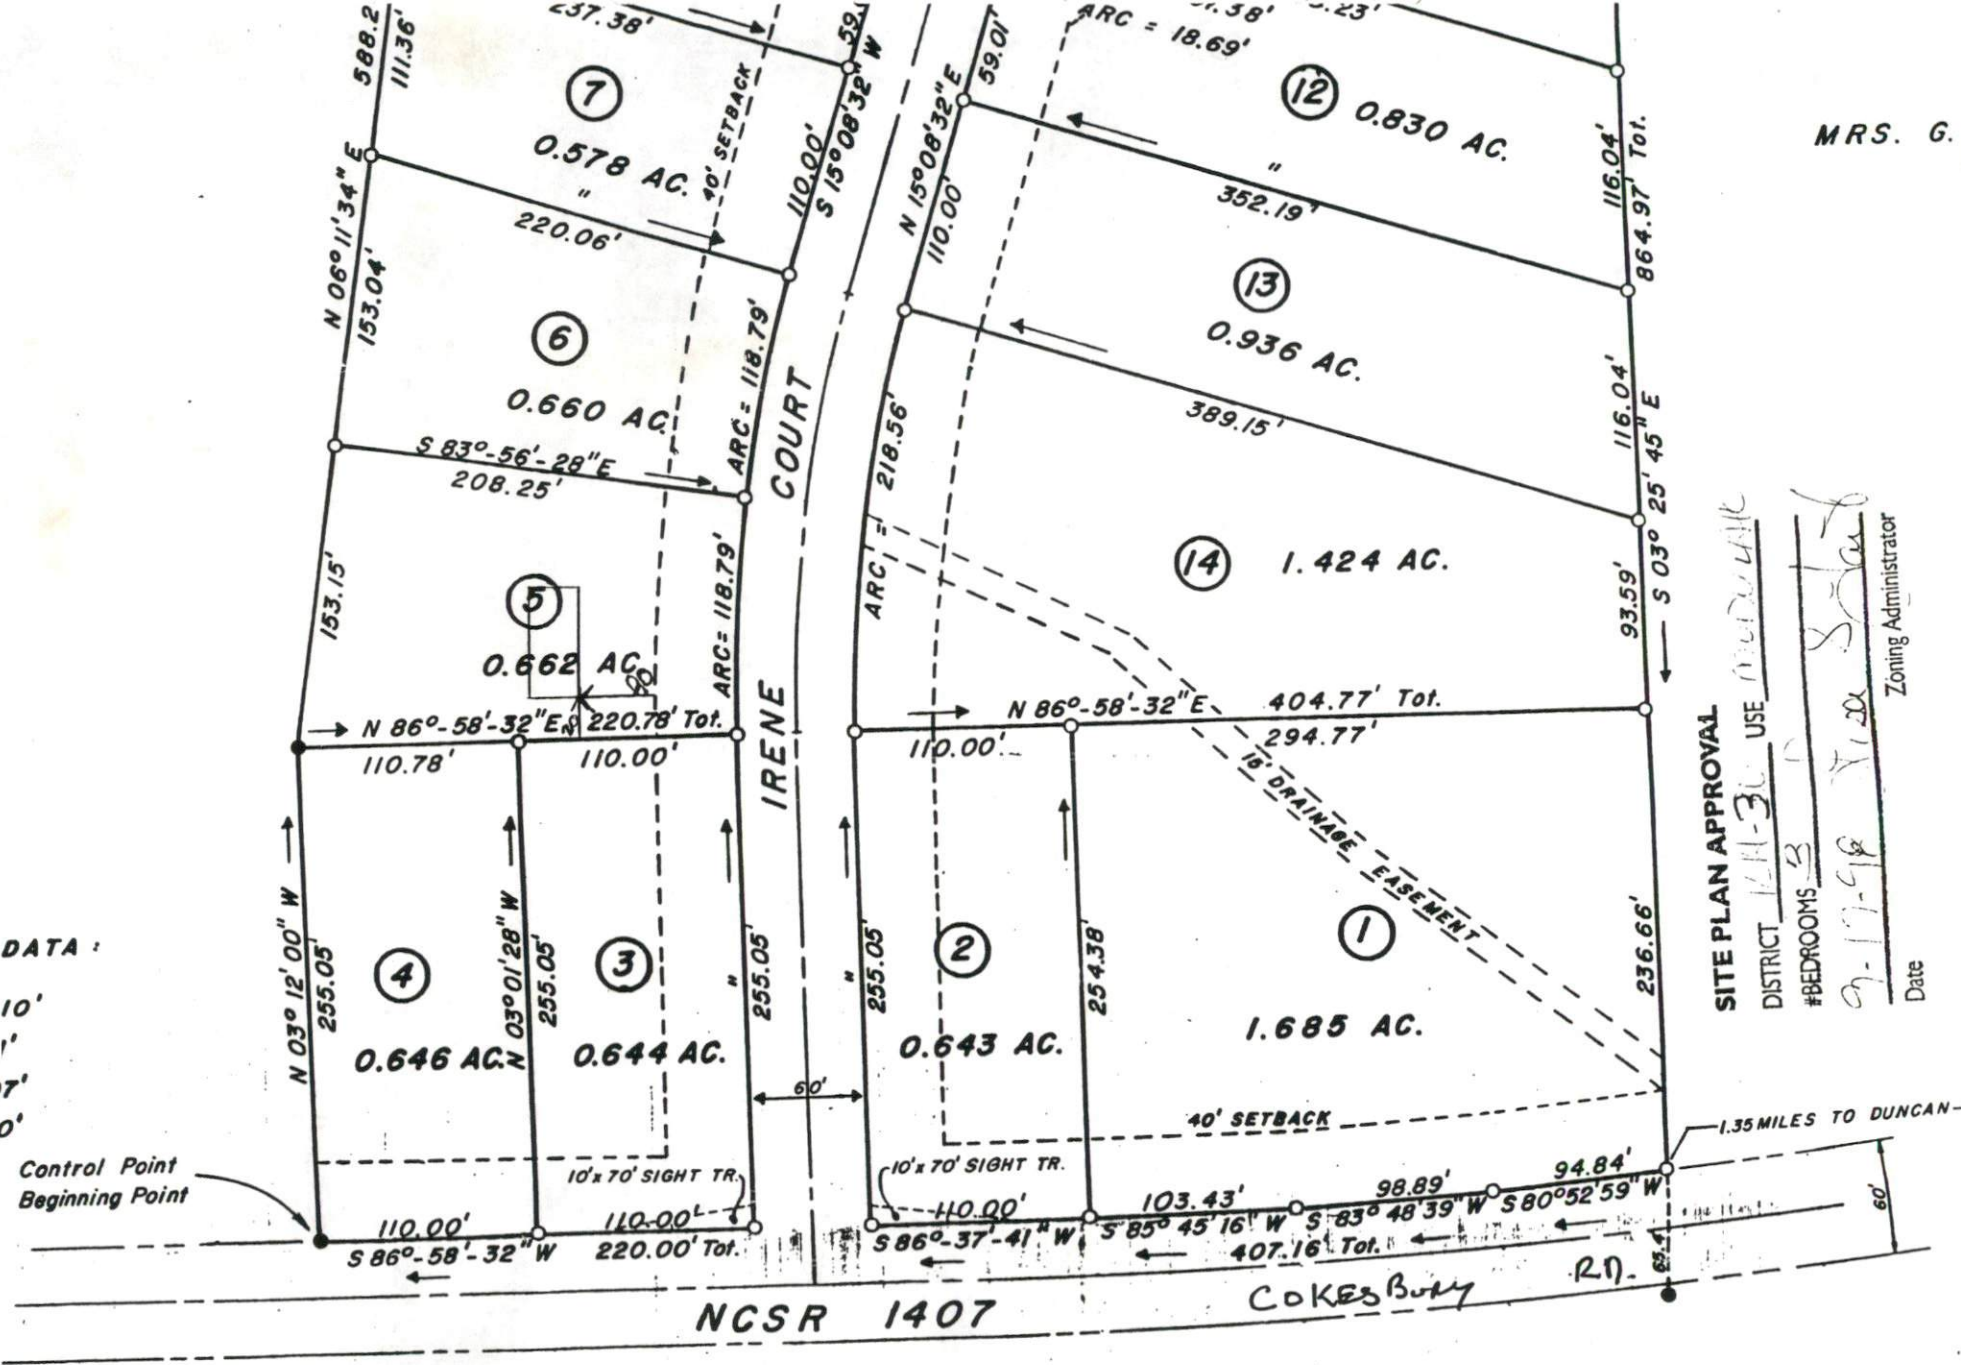 237.38'
588.2
111.36'
7
0.578 AC.
40' SETBACK
110.00'
S 15°08'32" W
"
220.06'
N 06°11'34" E
153.04'
6
0.660 AC.
ARC = 118.79'
S 83°-56'-28"E
208.25'
153.15'
5
0.662 AC.
ARC = 118.79'
N 86°-58'-32"E
220.78' Tot.
110.78'
110.00'
IRENE COURT
ARC = 18.69'
59.01'
N 15°08'32" E
110.00'
12
0.830 AC.
"
352.19'
116.04'
864.97' Tot.
MRS. G.
13
0.936 AC.
389.15'
116.04'
S 03° 25' 45" E
ARC = 218.56'
14
1.424 AC.
93.59'
N 86°-58'-32"E
404.77' Tot.
110.00'
294.77'
15' DRAINAGE EASEMENT
N 03° 12' 00" W
255.05'
4
0.646 AC.
N 03°01'28" W
255.05'
3
0.644 AC.
"
255.05'
60'
"
255.05'
2
0.643 AC.
254.38'
1
1.685 AC.
236.66'
40' SETBACK
SITE PLAN APPROVAL
DISTRICT
USE
#BEDROOMS 3
Zoning Administrator
Date
DATA :
10'
1'
7'
0'
Control Point
Beginning Point
10'x 70' SIGHT TR.
10'x 70' SIGHT TR.
1.35 MILES TO DUNCAN-
110.00'
110.00'
110.00'
103.43'
98.89'
94.84'
S 86°-58'-32" W
220.00' Tot.
S 86°-37'-41" W
S 85° 45' 16" W
S 83° 48' 39" W
S 80°52'59" W
407.16' Tot.
60'
NCSR 1407
COKESBURY RD.